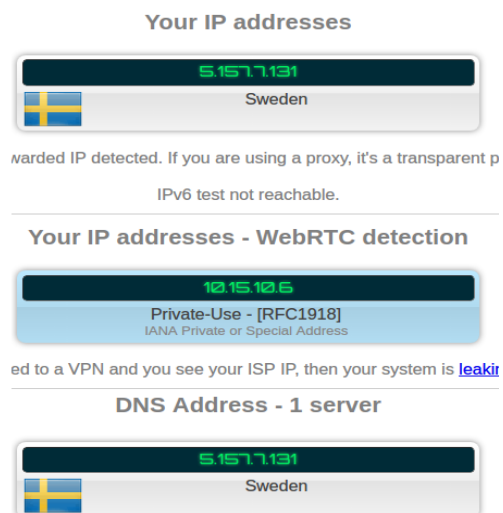 Your IP addresses
5.157.7.131
Sweden
warded IP detected. If you are using a proxy, it's a transparent p
IPv6 test not reachable.
Your IP addresses - WebRTC detection
10.15.10.6
Private-Use - [RFC1918]
IANA Private or Special Address
ed to a VPN and you see your ISP IP, then your system is leakin
DNS Address - 1 server
5.157.7.131
Sweden